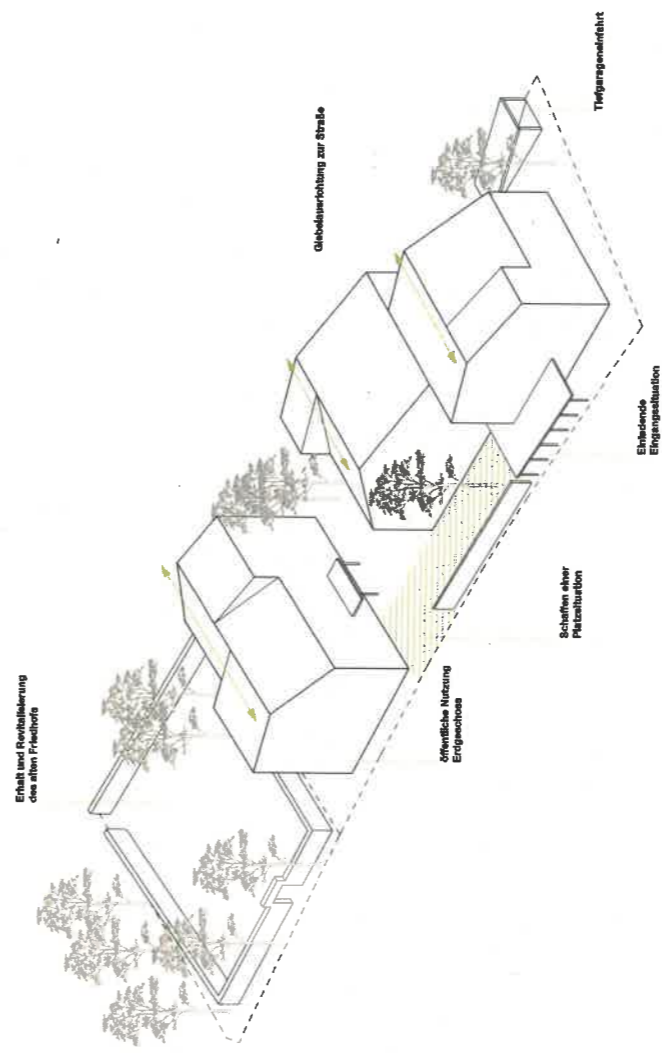 Erhalt und Revitalisierung
des alten Friedhofs
öffentliche Nutzung
Erdgeschoss
Schaffen einer
Platzsituation
Einladende
Eingangssituation
Giebelausrichtung zur Straße
Tiefgarageneinfahrt